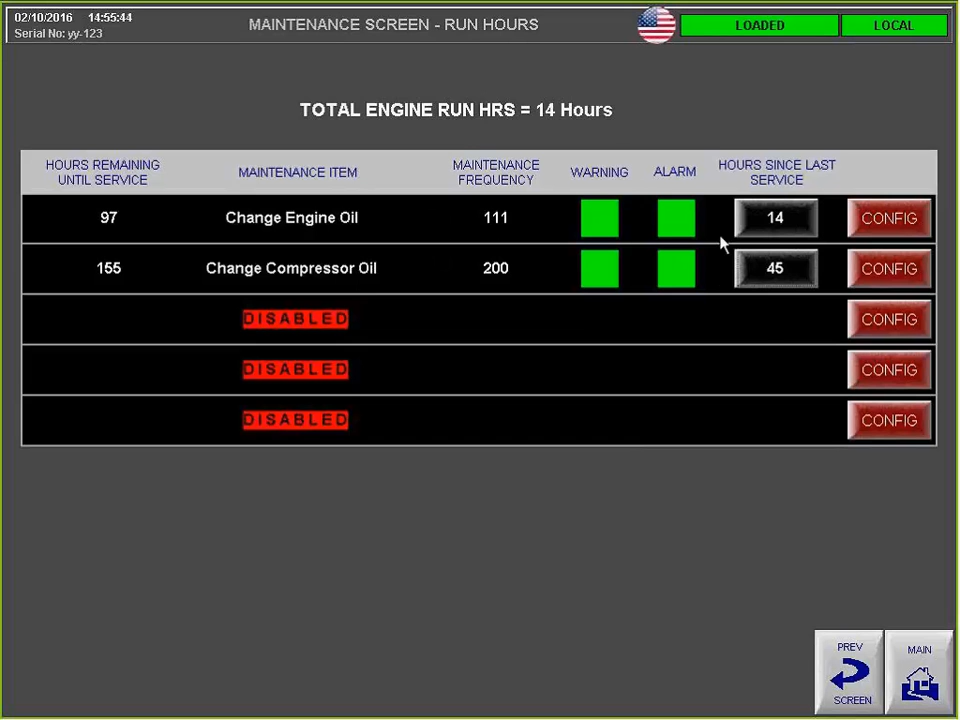 02/10/2016 14:55:44
Serial No: yy-123
MAINTENANCE SCREEN - RUN HOURS
LOADED
LOCAL
TOTAL ENGINE RUN HRS = 14 Hours
HOURS REMAINING
UNTIL SERVICE
MAINTENANCE ITEM
MAINTENANCE
FREQUENCY
WARNING
ALARM
HOURS SINCE LAST
SERVICE
97 Change Engine Oil 111 14 CONFIG
155 Change Compressor Oil 200 45 CONFIG
DISABLED CONFIG
DISABLED CONFIG
DISABLED CONFIG
PREV
SCREEN
MAIN